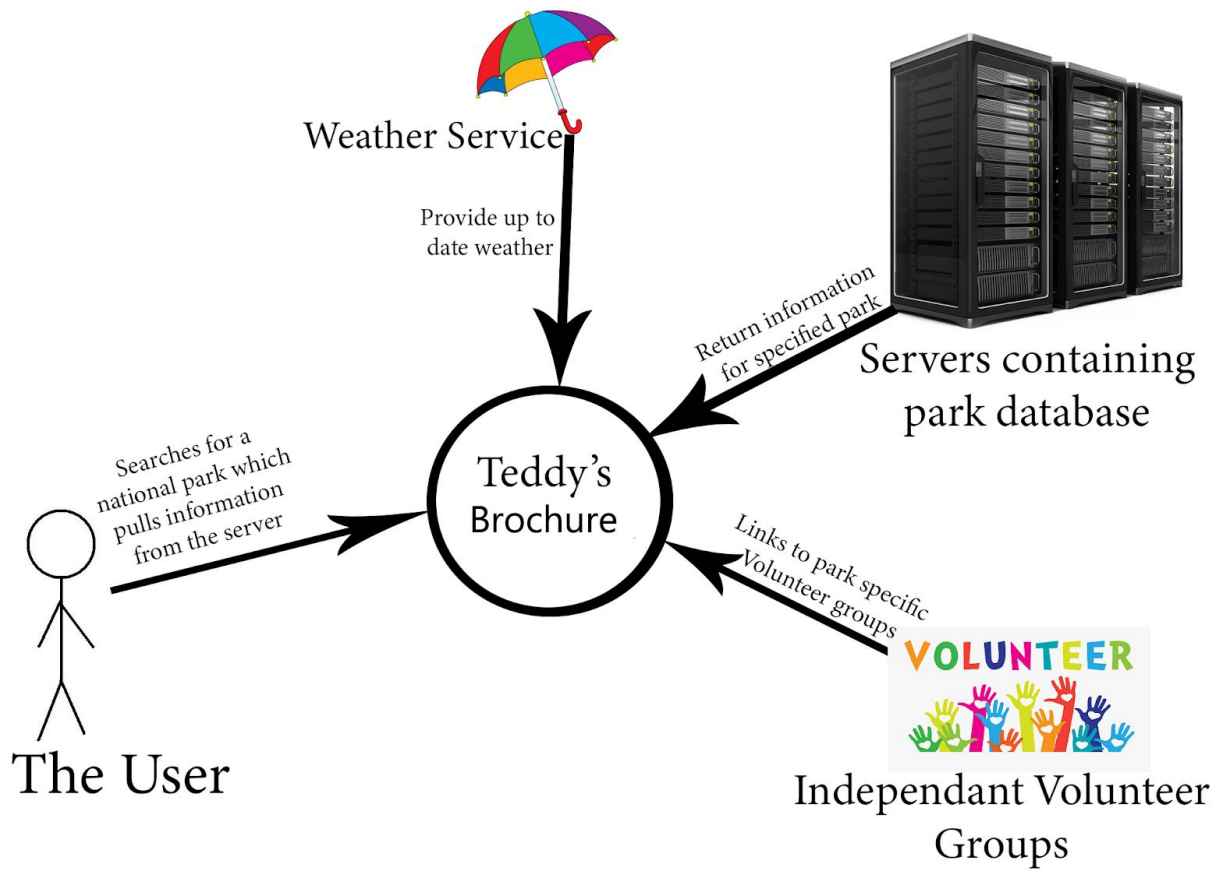 Weather Service
Provide up to
date weather
Return information
for specified park
Servers containing
park database
Searches for a
national park which
pulls information
from the server
Teddy’s
Brochure
Links to park specific
Volunteer groups
VOLUNTEER
The User
Independant Volunteer
Groups